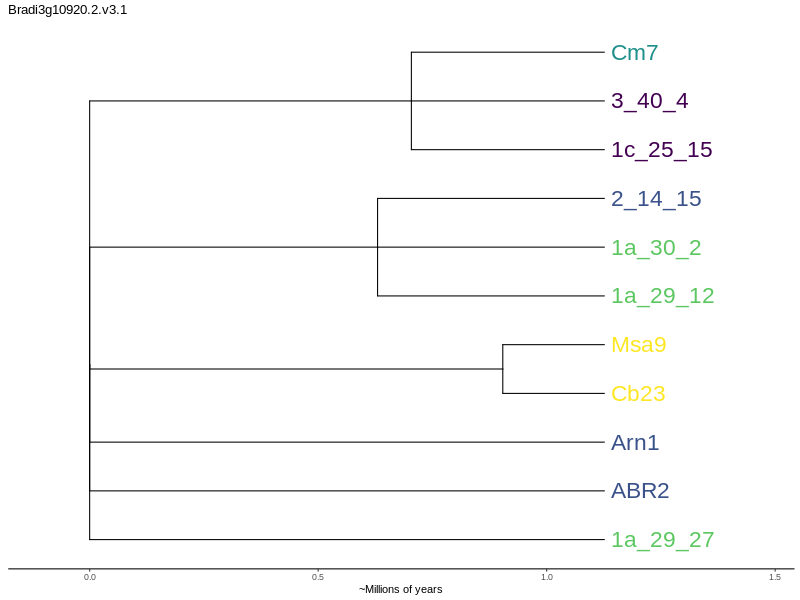 Bradi3g10920.2.v3.1
Cm7
3_40_4
1c_25_15
2_14_15
1a_30_2
1a_29_12
Msa9
Cb23
Arn1
ABR2
1a_29_27
0.0 0.5 1.0 1.5
~Millions of years